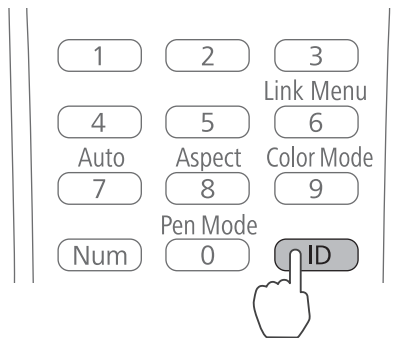 1 2 3
Link Menu
4 5 6
Auto Aspect Color Mode
7 8 9
Pen Mode
Num 0 ID